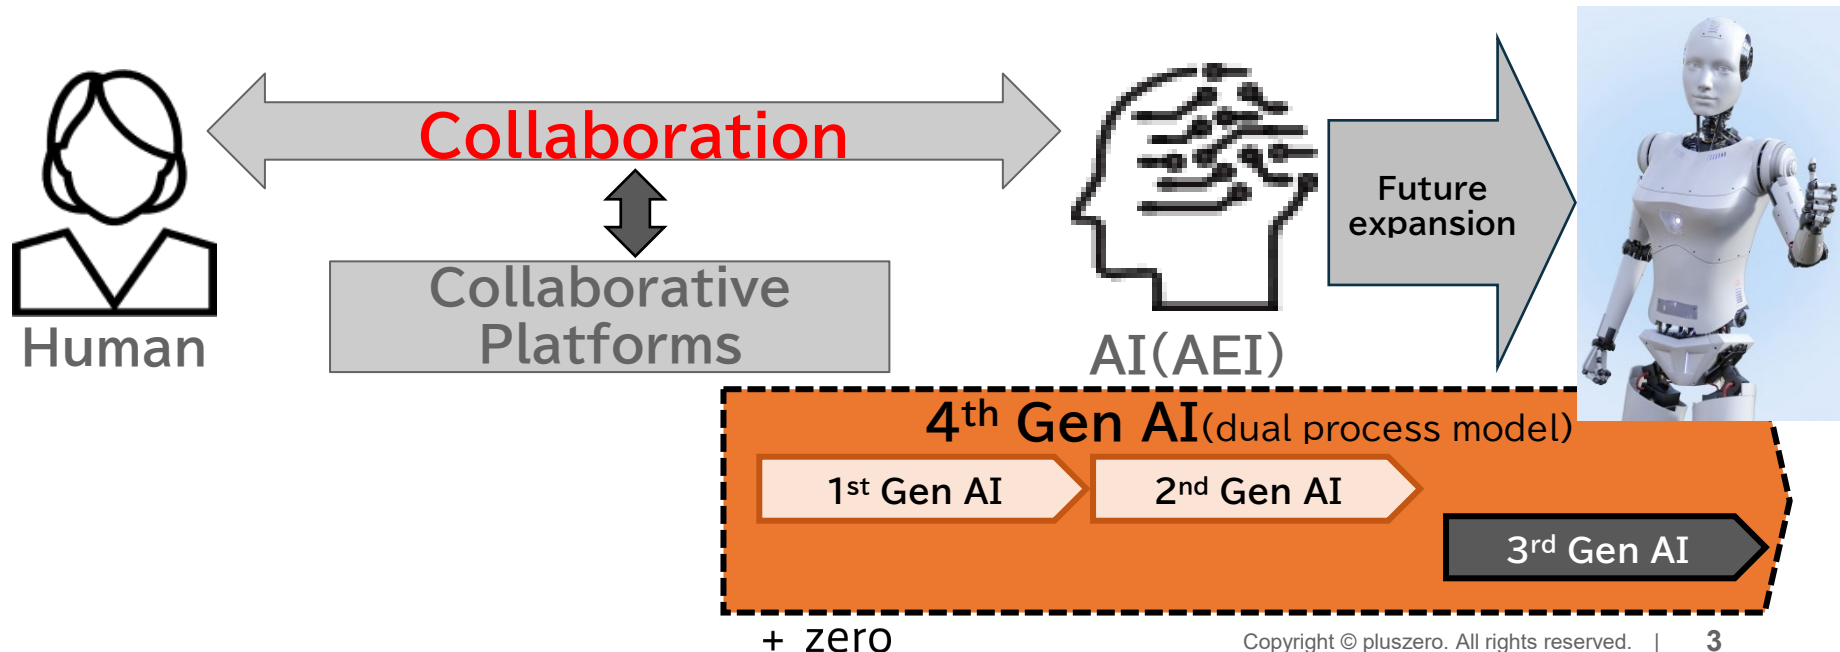 Collaboration
Future
expansion
Collaborative
Platforms
Human
AI(AEI)
4th Gen AI(dual process model)
1st Gen AI
2nd Gen AI
3rd Gen AI
+ zero
Copyright © pluszero. All rights reserved. | 3